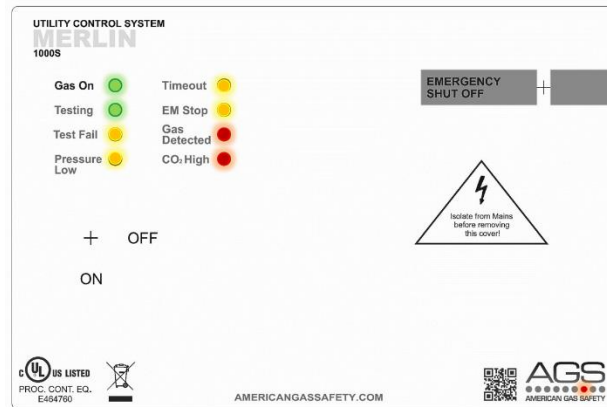 UTILITY CONTROL SYSTEM
MERLIN
1000S
Gas On
Timeout
Testing
EM Stop
Test Fail
Gas
Detected
Pressure
Low
CO₂ High
EMERGENCY
SHUT OFF
Isolate from Mains
before removing
this cover!
OFF
ON
C UL US LISTED
PROC. CONT. EQ.
E464760
AMERICANGASSAFETY.COM
AGS
AMERICAN GAS SAFETY